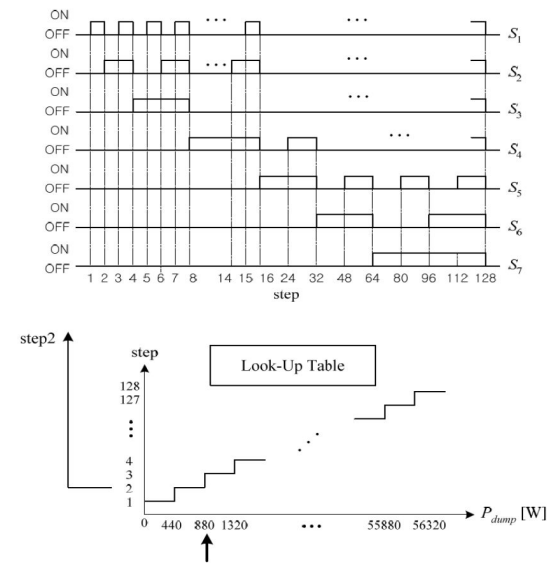 ON
OFF
... ...
S1
ON
OFF
... ...
S2
ON
OFF
...
S3
ON
OFF
...
S4
ON
OFF
S5
ON
OFF
S6
ON
OFF
S7
1 2 3 4 5 6 7 8 14 15 16 24 32 48 64 80 96 112 128
step
step2
step
Look-Up Table
128
127
4
3
2
1
0 440 880 1320 ... 55880 56320
Pdump [W]